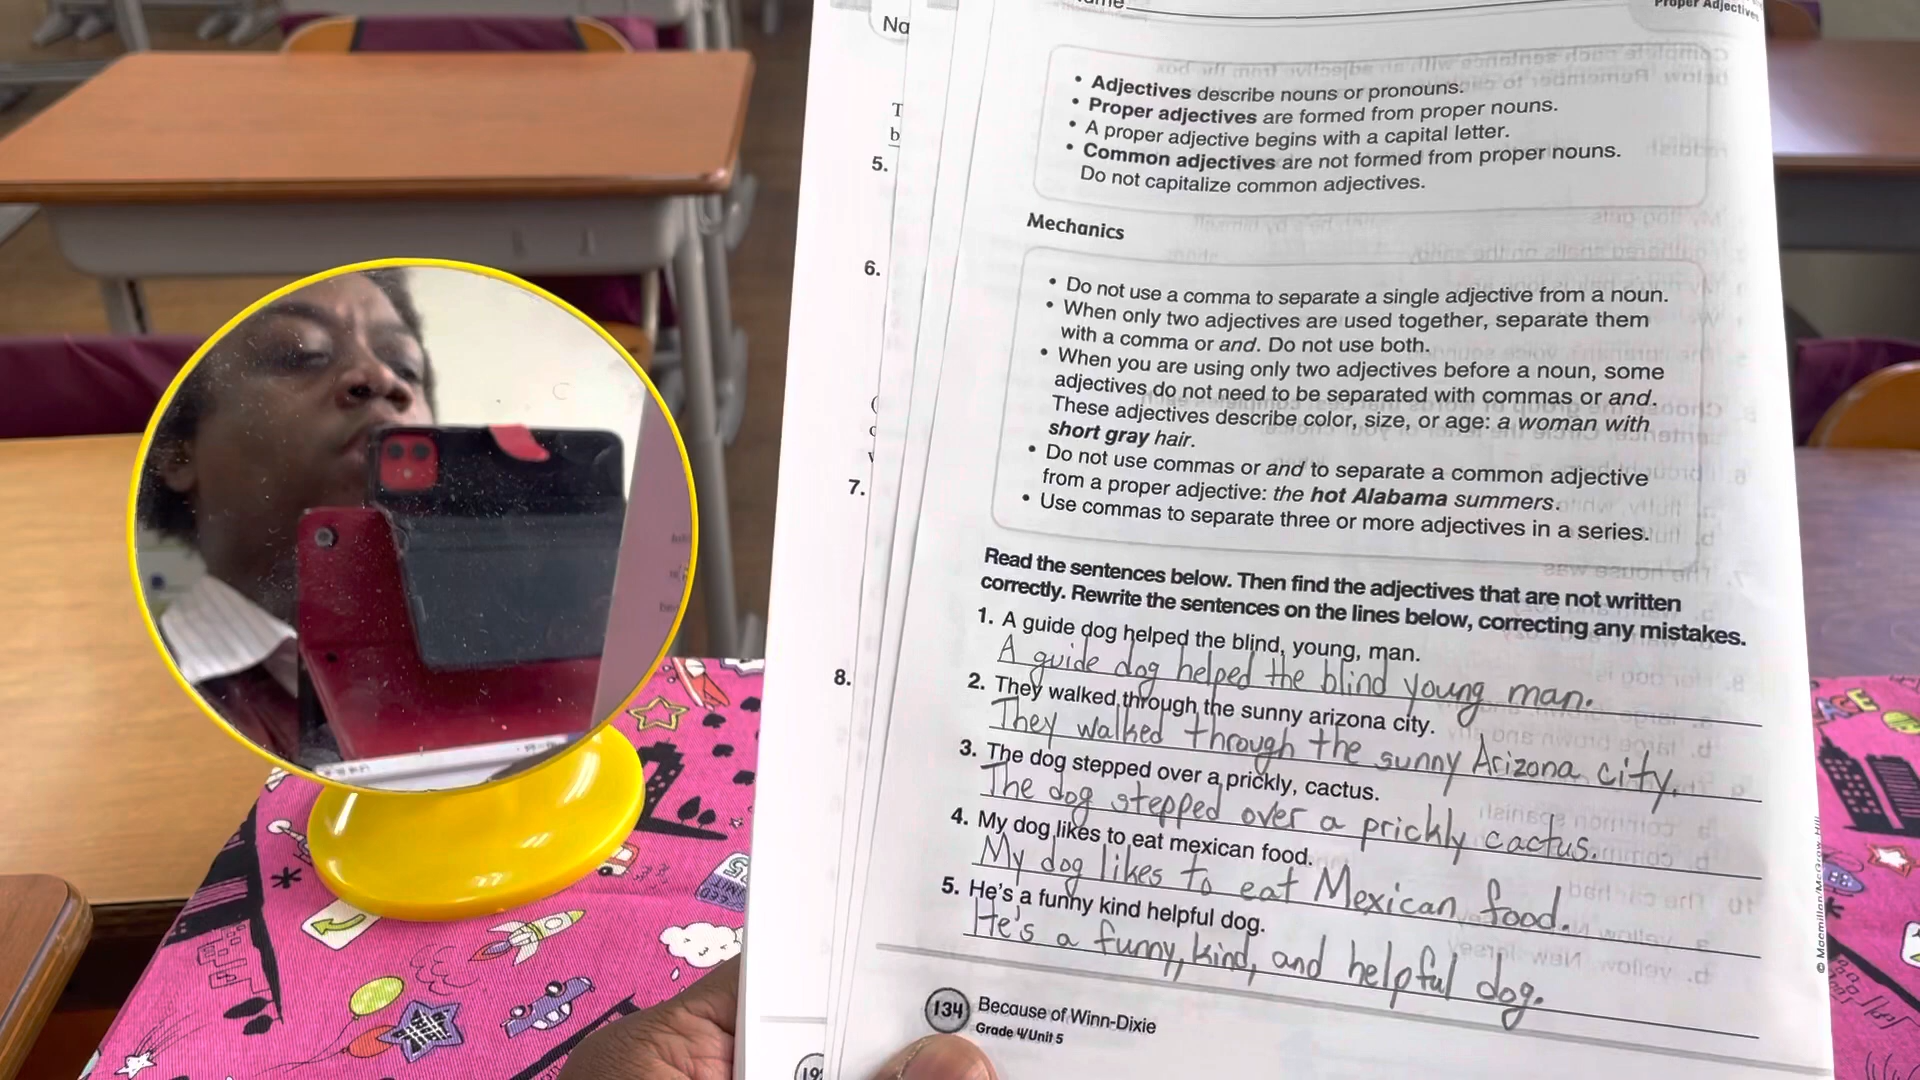 Proper Adjectives
Na
• Adjectives describe nouns or pronouns.
• Proper adjectives are formed from proper nouns.
• A proper adjective begins with a capital letter.
• Common adjectives are not formed from proper nouns.
Do not capitalize common adjectives.
Mechanics
• Do not use a comma to separate a single adjective from a noun.
• When only two adjectives are used together, separate them
with a comma or and. Do not use both.
• When you are using only two adjectives before a noun, some
adjectives do not need to be separated with commas or and.
These adjectives describe color, size, or age: a woman with
short gray hair.
• Do not use commas or and to separate a common adjective
from a proper adjective: the hot Alabama summers.
• Use commas to separate three or more adjectives in a series.
Read the sentences below. Then find the adjectives that are not written
correctly. Rewrite the sentences on the lines below, correcting any mistakes.
1. A guide dog helped the blind, young, man.
A guide dog helped the blind young man.
2. They walked through the sunny arizona city.
They walked through the sunny Arizona city.
3. The dog stepped over a prickly, cactus.
The dog stepped over a prickly cactus.
4. My dog likes to eat mexican food.
My dog likes to eat Mexican food.
5. He's a funny kind helpful dog.
He's a funny, kind, and helpful dog.
134 Because of Winn-Dixie
Grade 4/Unit 5
© Macmillan/McGraw-Hill
T
b
5.
6.
7.
8.